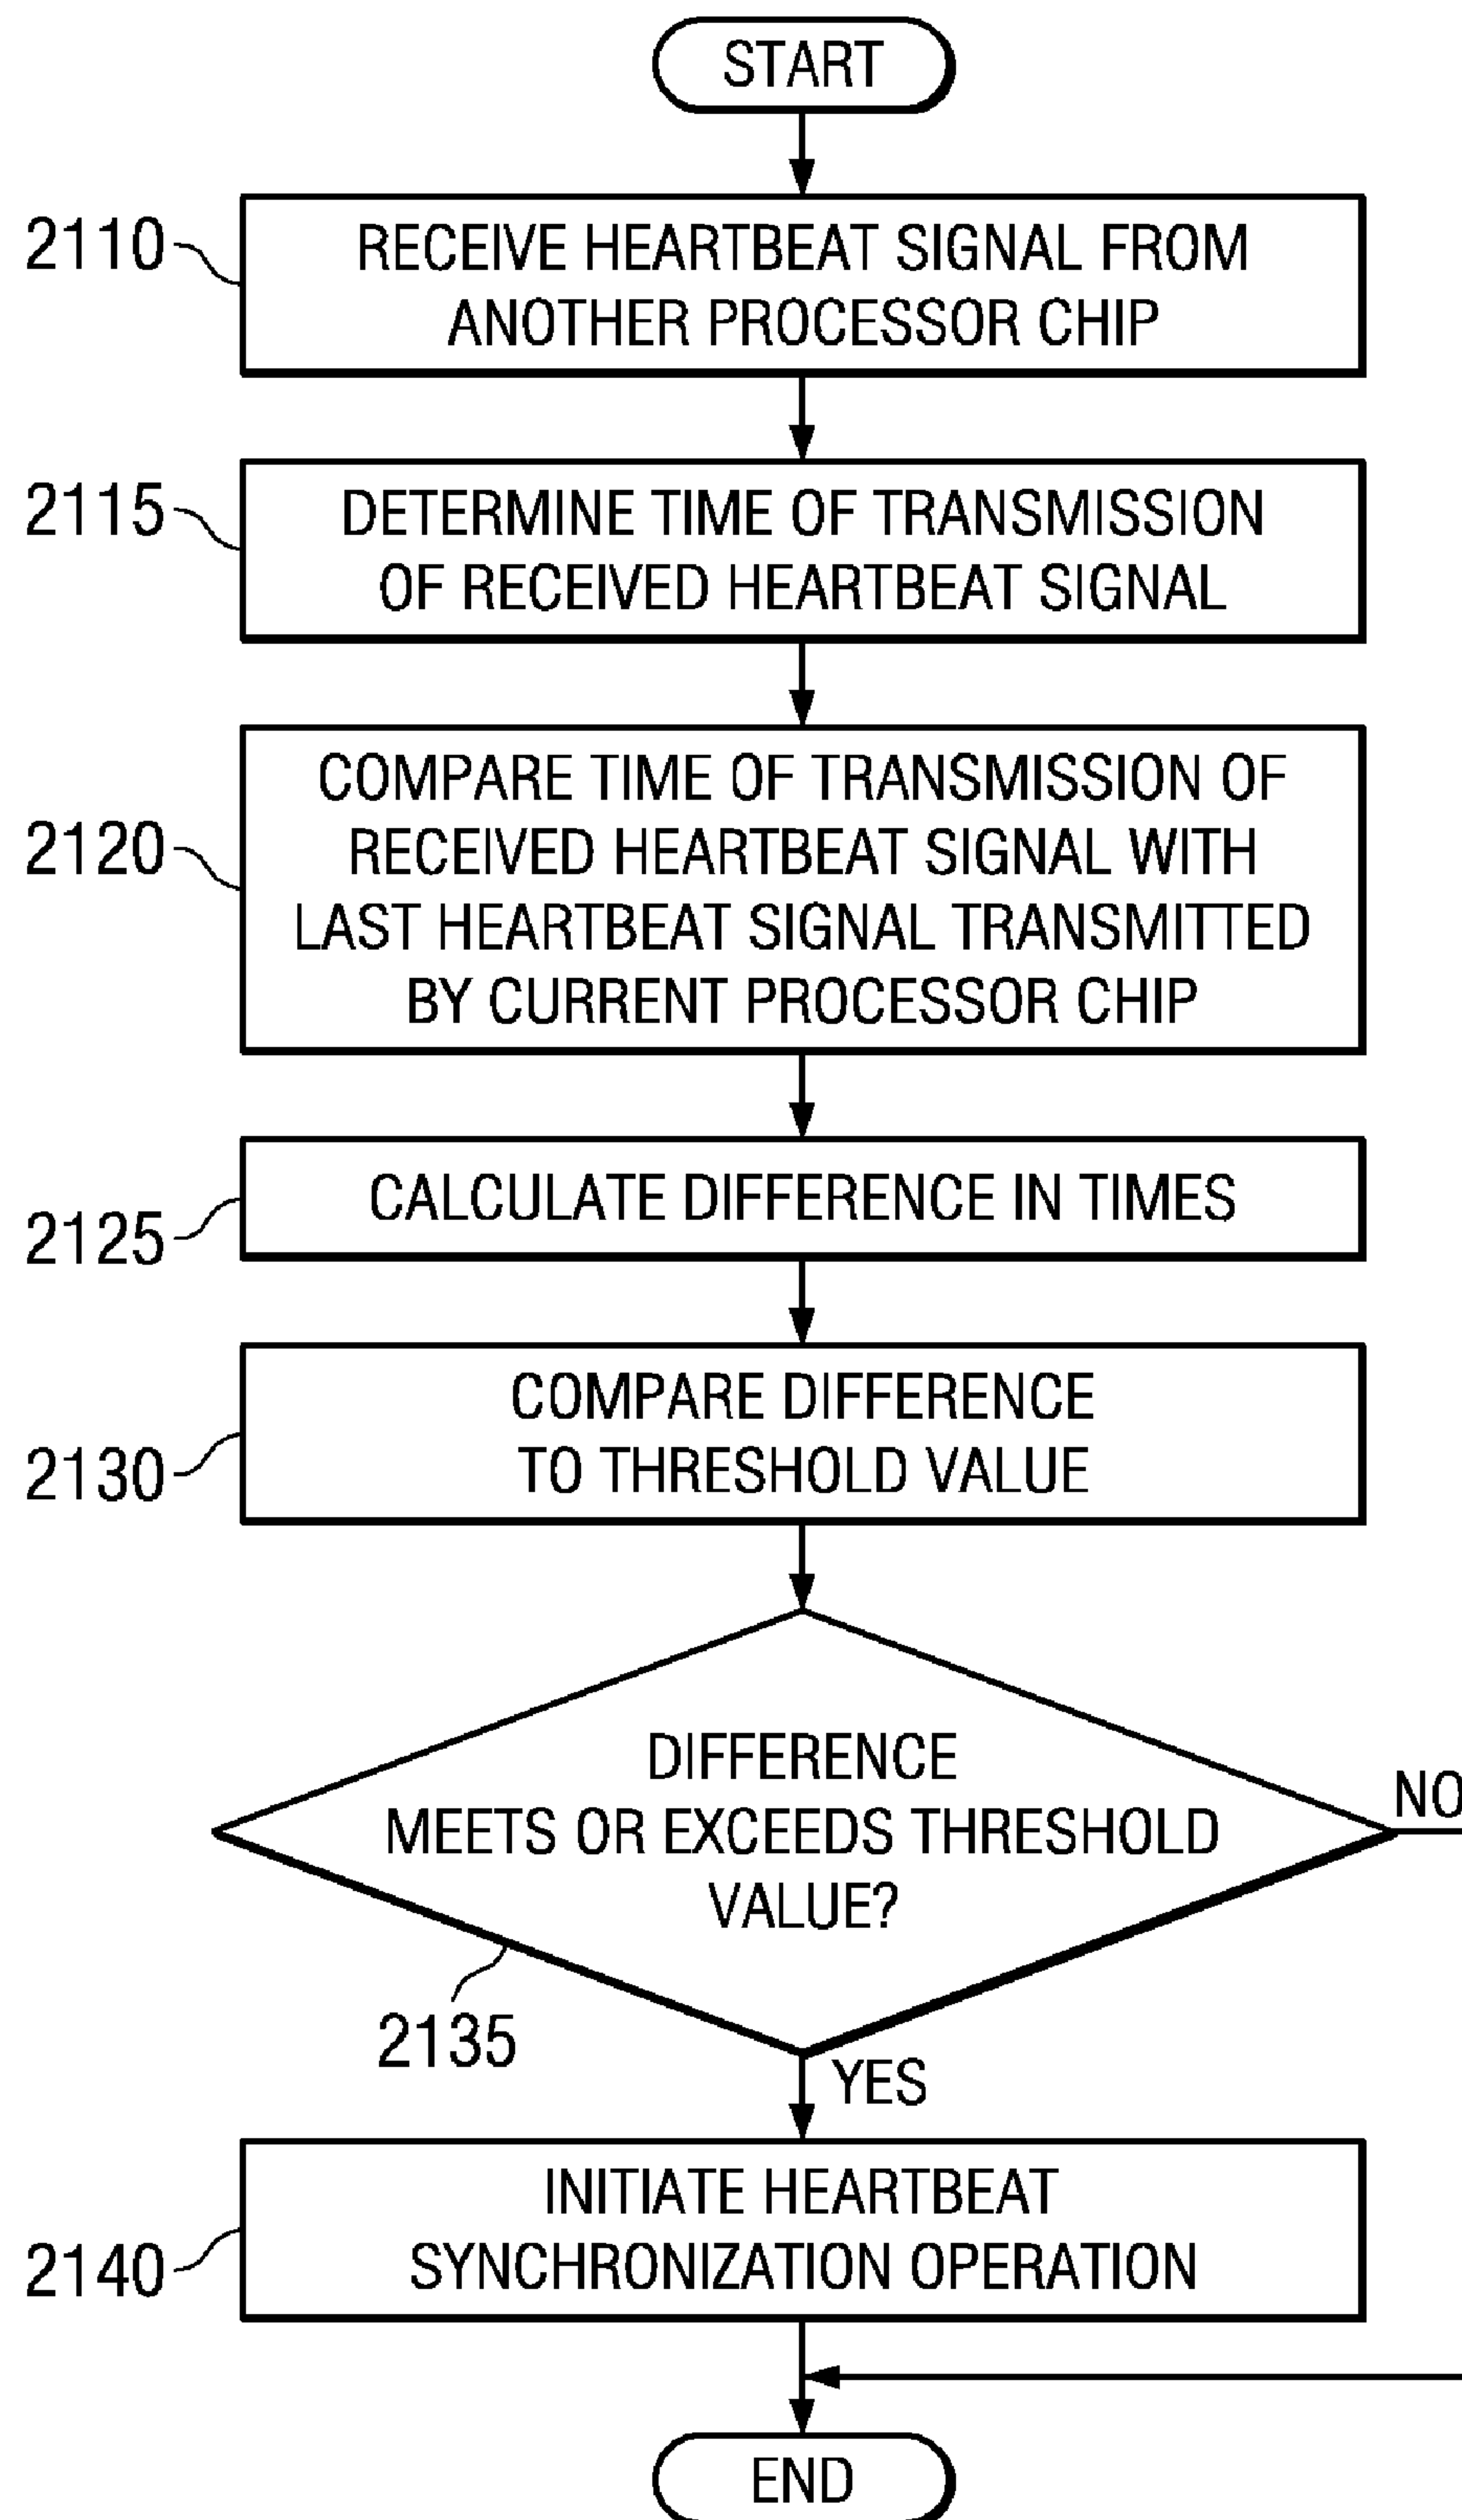 START
2110
RECEIVE HEARTBEAT SIGNAL FROM
ANOTHER PROCESSOR CHIP
2115
DETERMINE TIME OF TRANSMISSION
OF RECEIVED HEARTBEAT SIGNAL
2120
COMPARE TIME OF TRANSMISSION OF
RECEIVED HEARTBEAT SIGNAL WITH
LAST HEARTBEAT SIGNAL TRANSMITTED
BY CURRENT PROCESSOR CHIP
2125
CALCULATE DIFFERENCE IN TIMES
2130
COMPARE DIFFERENCE
TO THRESHOLD VALUE
DIFFERENCE
MEETS OR EXCEEDS THRESHOLD
VALUE?
NO
2135
YES
2140
INITIATE HEARTBEAT
SYNCHRONIZATION OPERATION
END